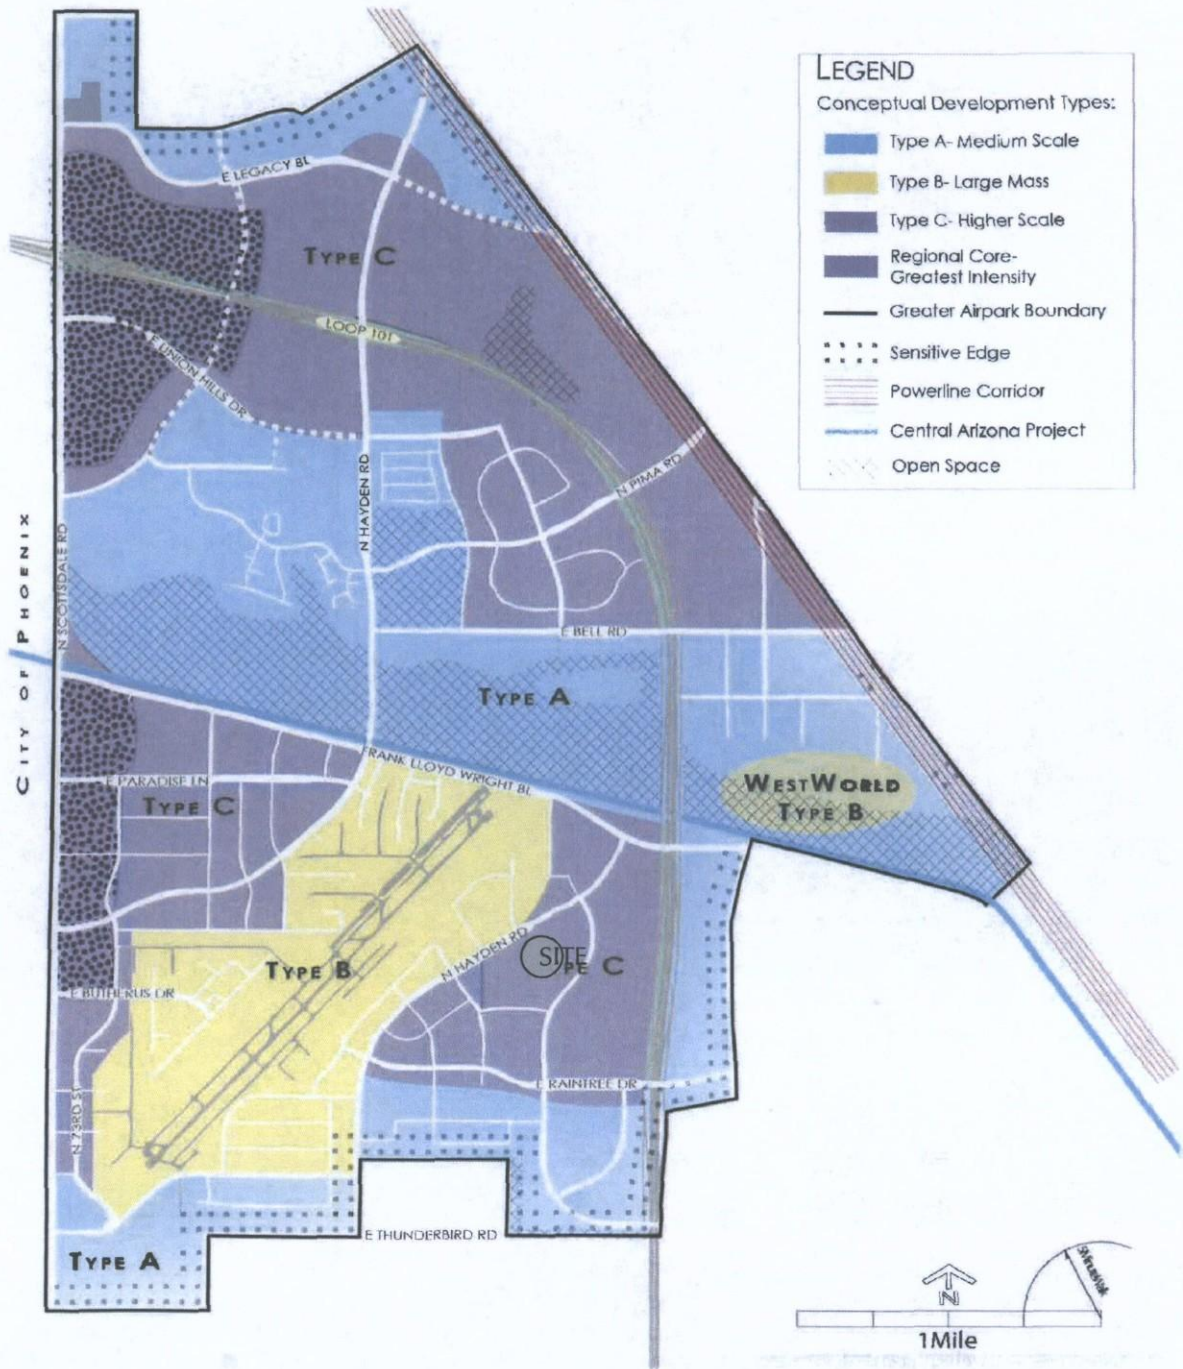 LEGEND
Conceptual Development Types:
Type A- Medium Scale
Type B- Large Mass
Type C- Higher Scale
Regional Core-
Greatest Intensity
Greater Airpark Boundary
Sensitive Edge
Powerline Corridor
Central Arizona Project
Open Space
E LEGACY BL
TYPE C
LOOP 101
E UNION HILLS DR
N HAYDEN RD
N PIMA RD
N SCOTTSDALE RD
CITY OF PHOENIX
E BELL RD
TYPE A
FRANK LLOYD WRIGHT BL
E PARADISE LN
TYPE C
WESTWORLD
TYPE B
N HAYDEN RD
SITE
PE C
TYPE B
E BUTHERUS DR
E RAINTREE DR
N 73RD ST
E THUNDERBIRD RD
TYPE A
N
1Mile